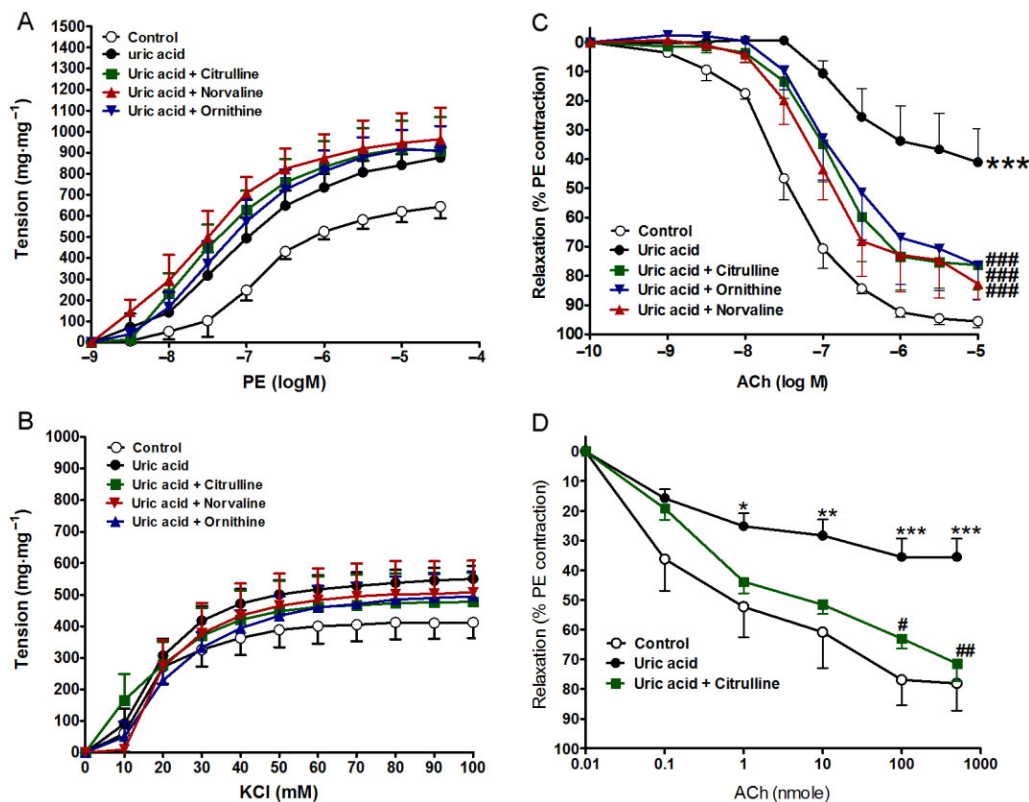 A
Tension (mg·mg⁻¹)
1500
1400
1300
1200
1100
1000
900
800
700
600
500
400
300
200
100
0
Control
uric acid
Uric acid + Citrulline
Uric acid + Norvaline
Uric acid + Ornithine
–9
–8
–7
–6
–5
–4
PE (logM)
C
Relaxation (% PE contraction)
0
10
20
30
40
50
60
70
80
90
100
Control
Uric acid
Uric acid + Citrulline
Uric acid + Ornithine
Uric acid + Norvaline
***
###
###
###
–10
–9
–8
–7
–6
–5
ACh (log M)
B
Tension (mg·mg⁻¹)
1000
900
800
700
600
500
400
300
200
100
0
Control
Uric acid
Uric acid + Citrulline
Uric acid + Norvaline
Uric acid + Ornithine
0
10
20
30
40
50
60
70
80
90
100
KCl (mM)
D
Relaxation (% PE contraction)
0
10
20
30
40
50
60
70
80
90
100
*
**
***
***
#
##
Control
Uric acid
Uric acid + Citrulline
0.01
0.1
1
10
100
1000
ACh (nmole)